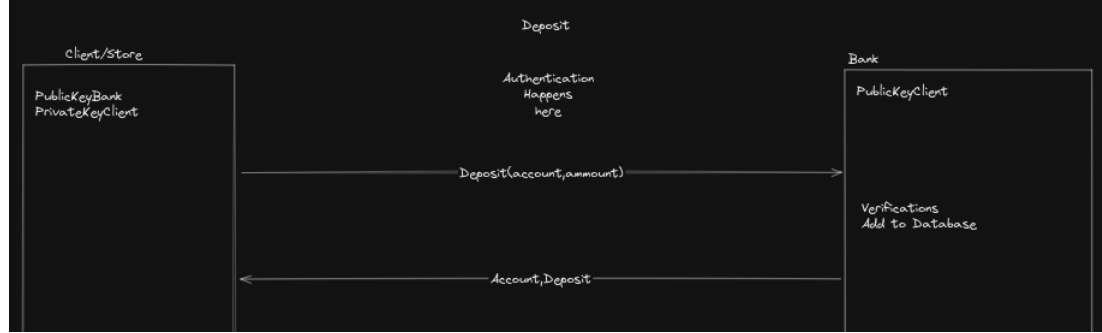 Deposit
Client/Store
Bank
Authentication
Happens
here
PublicKeyBank
PrivateKeyClient
PublicKeyClient
Deposit(account,ammount)
Verifications
Add to Database
Account,Deposit